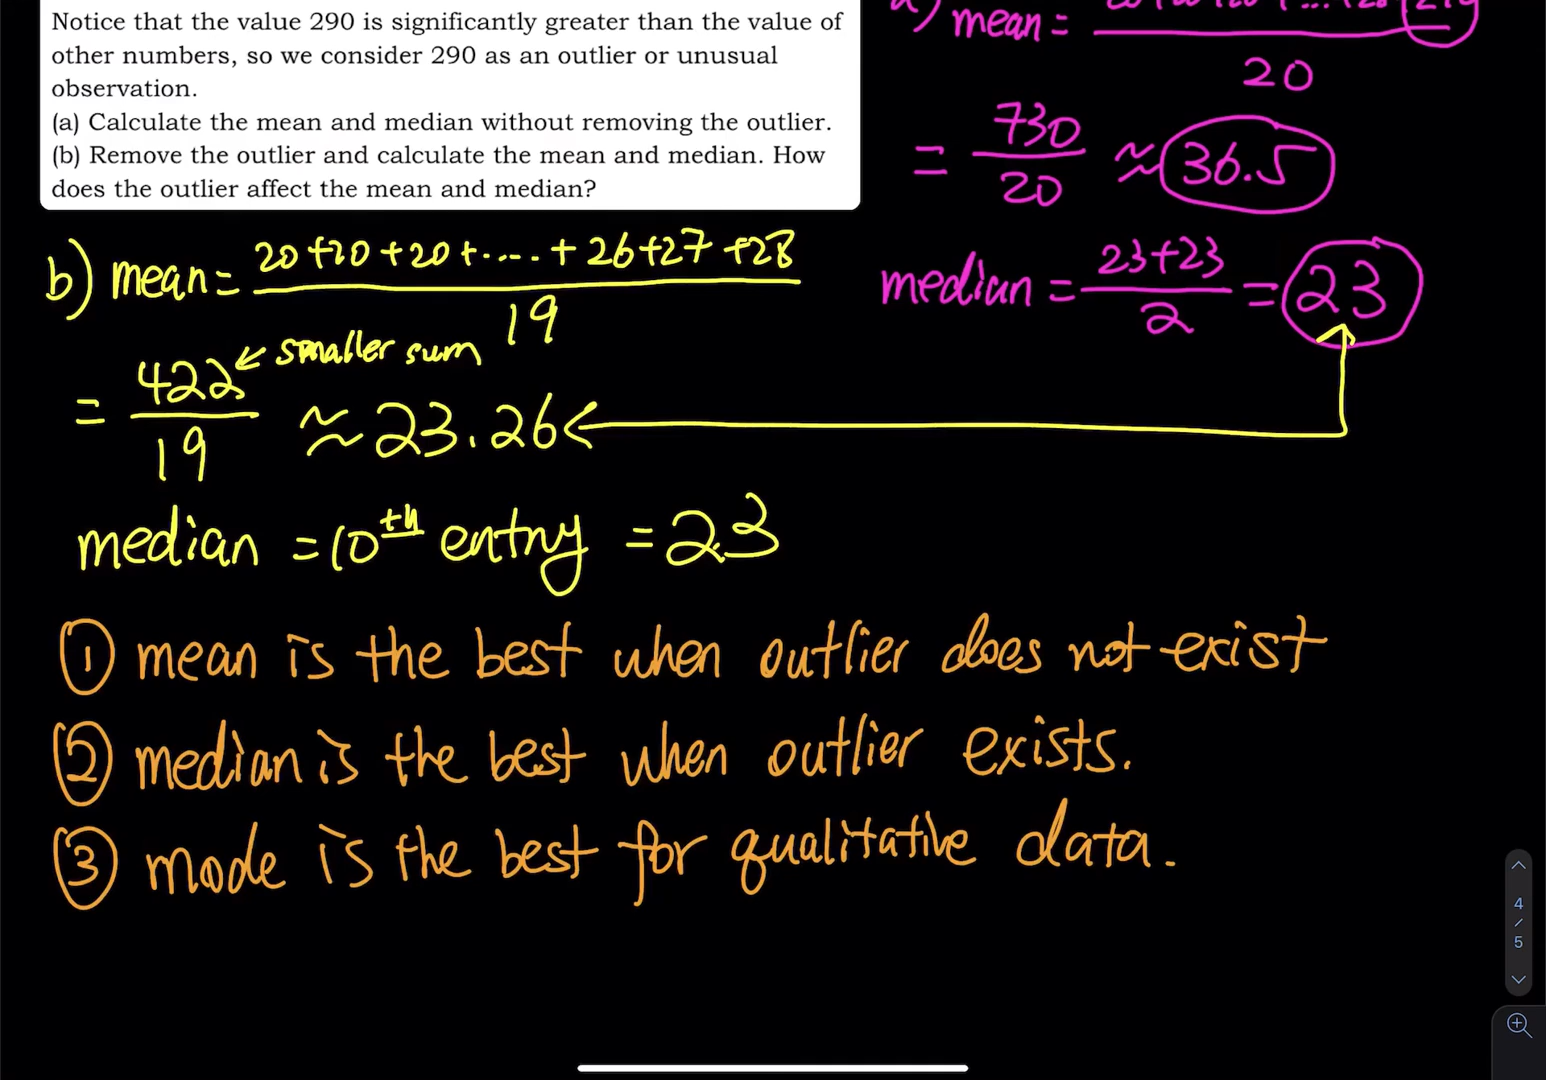 Notice that the value 290 is significantly greater than the value of
other numbers, so we consider 290 as an outlier or unusual
observation.
(a) Calculate the mean and median without removing the outlier.
(b) Remove the outlier and calculate the mean and median. How
does the outlier affect the mean and median?
mean =
20
= 730
20
≈ 36.5
median = 23+23
2
= 23
b) mean = 20+20+20+.....+26+27+28
19
= 422 ← smaller sum
19
≈ 23.26
median = 10th entry = 23
① mean is the best when outlier does not exist
② median is the best when outlier exists.
③ mode is the best for qualitative data.
4
/
5